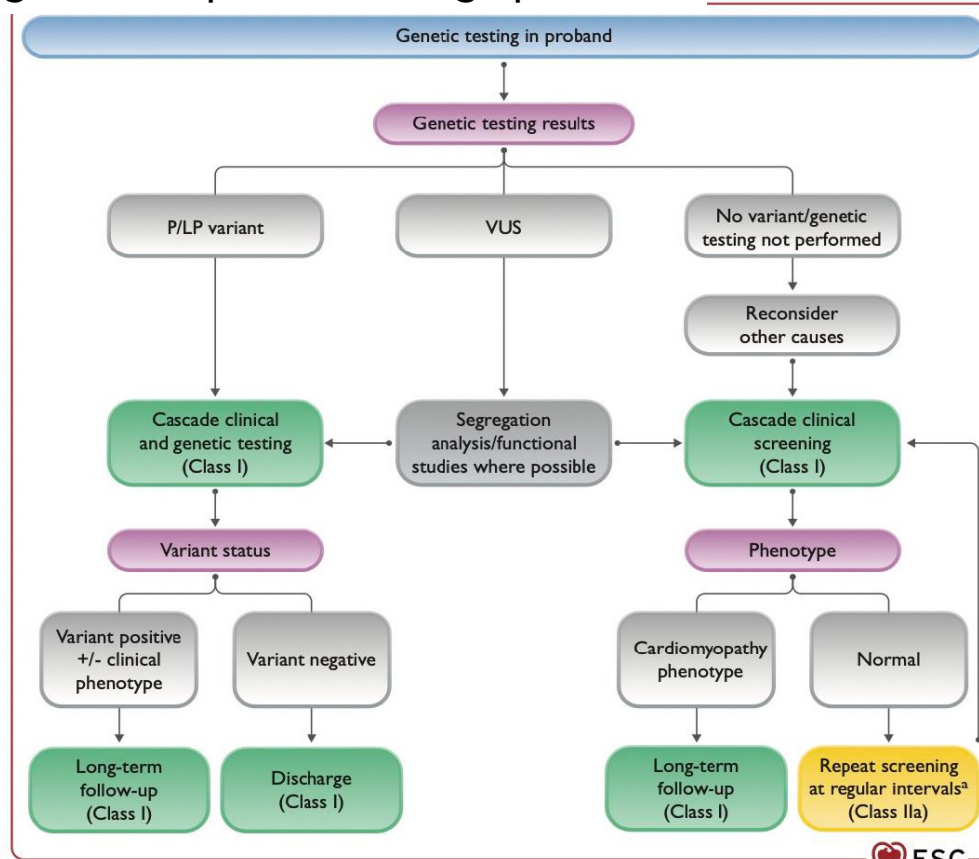 Genetic testing in proband
Genetic testing results
P/LP variant
VUS
No variant/genetic
testing not performed
Reconsider
other causes
Cascade clinical
and genetic testing
(Class I)
Segregation
analysis/functional
studies where possible
Cascade clinical
screening
(Class I)
Variant status
Phenotype
Variant positive
+/- clinical
phenotype
Variant negative
Cardiomyopathy
phenotype
Normal
Long-term
follow-up
(Class I)
Discharge
(Class I)
Long-term
follow-up
(Class I)
Repeat screening
at regular intervalsᵃ
(Class IIa)
ESC